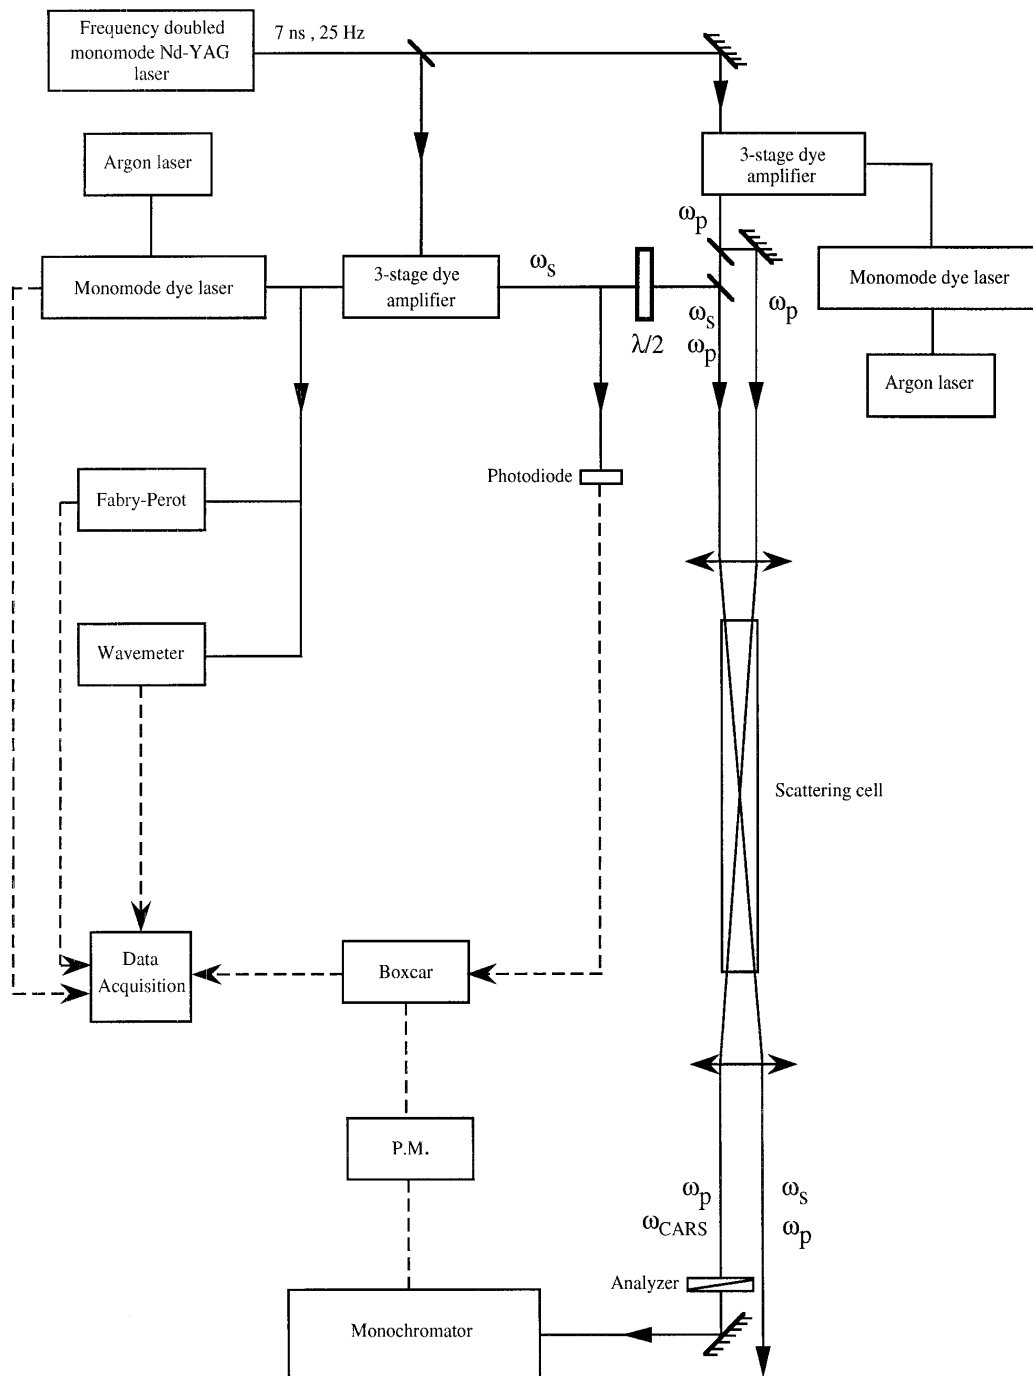 Frequency doubled
monomode Nd-YAG
laser
7 ns , 25 Hz
Argon laser
3-stage dye
amplifier
ωp
Monomode dye laser
3-stage dye
amplifier
ωs
λ/2
ωs
ωp
ωp
Monomode dye laser
Argon laser
Photodiode
Fabry-Perot
Wavemeter
Scattering cell
Data
Acquisition
Boxcar
P.M.
ωp
ωCARS
ωs
ωp
Analyzer
Monochromator